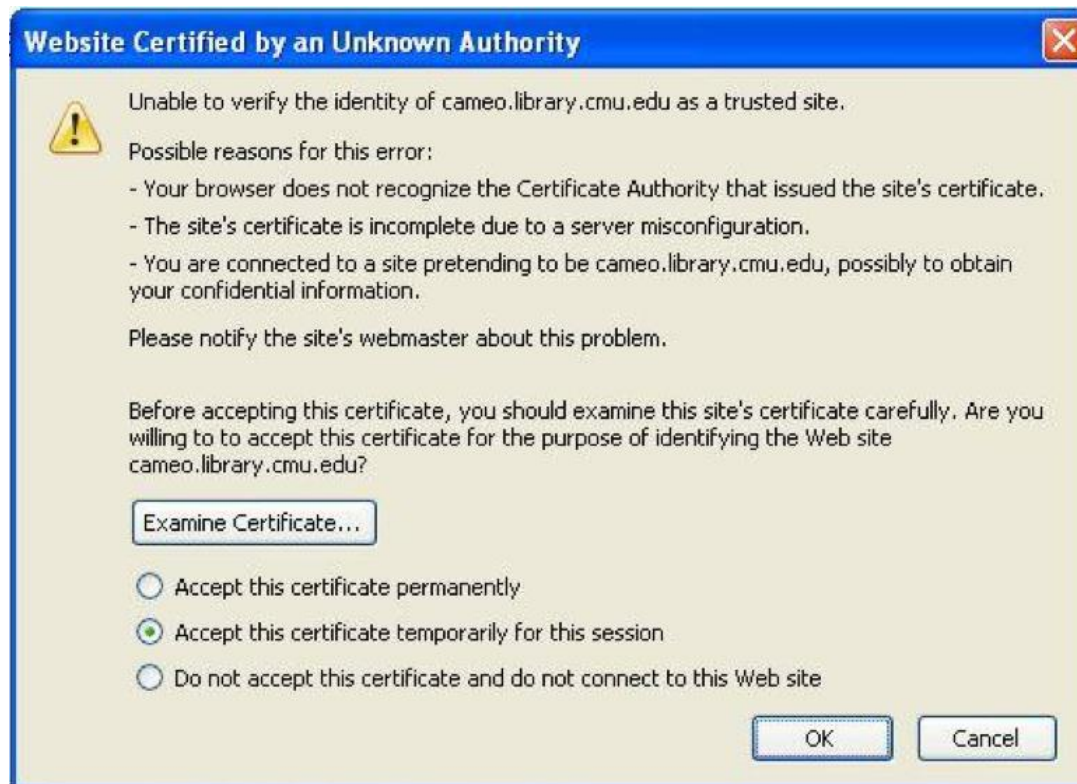 Website Certified by an Unknown Authority
Unable to verify the identity of cameo.library.cmu.edu as a trusted site.
Possible reasons for this error:
- Your browser does not recognize the Certificate Authority that issued the site's certificate.
- The site's certificate is incomplete due to a server misconfiguration.
- You are connected to a site pretending to be cameo.library.cmu.edu, possibly to obtain
your confidential information.
Please notify the site's webmaster about this problem.
Before accepting this certificate, you should examine this site's certificate carefully. Are you
willing to to accept this certificate for the purpose of identifying the Web site
cameo.library.cmu.edu?
Examine Certificate...
Accept this certificate permanently
Accept this certificate temporarily for this session
Do not accept this certificate and do not connect to this Web site
OK Cancel